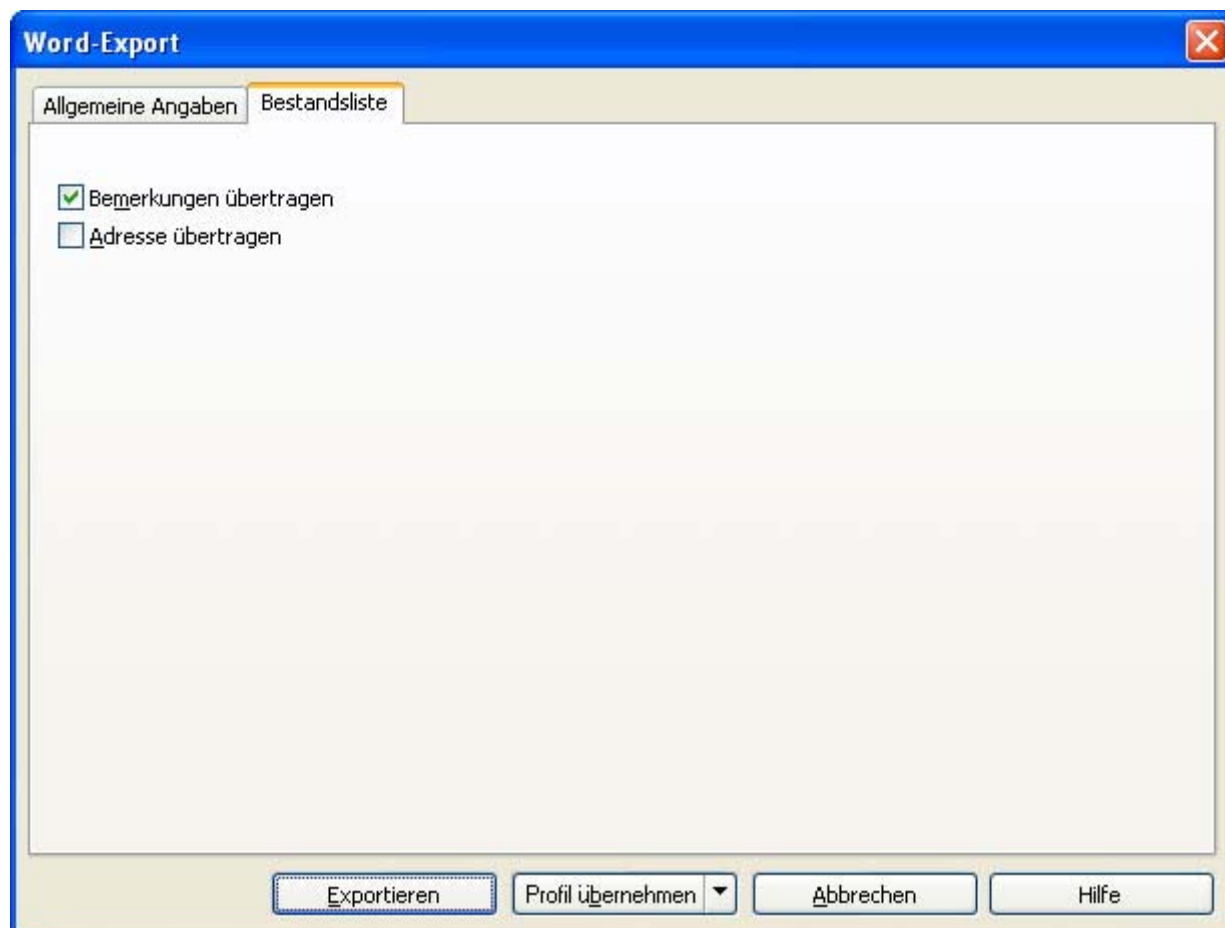 Word-Export
Allgemeine Angaben Bestandsliste
Bemerkungen übertragen
Adresse übertragen
Exportieren Profil übernehmen Abbrechen Hilfe